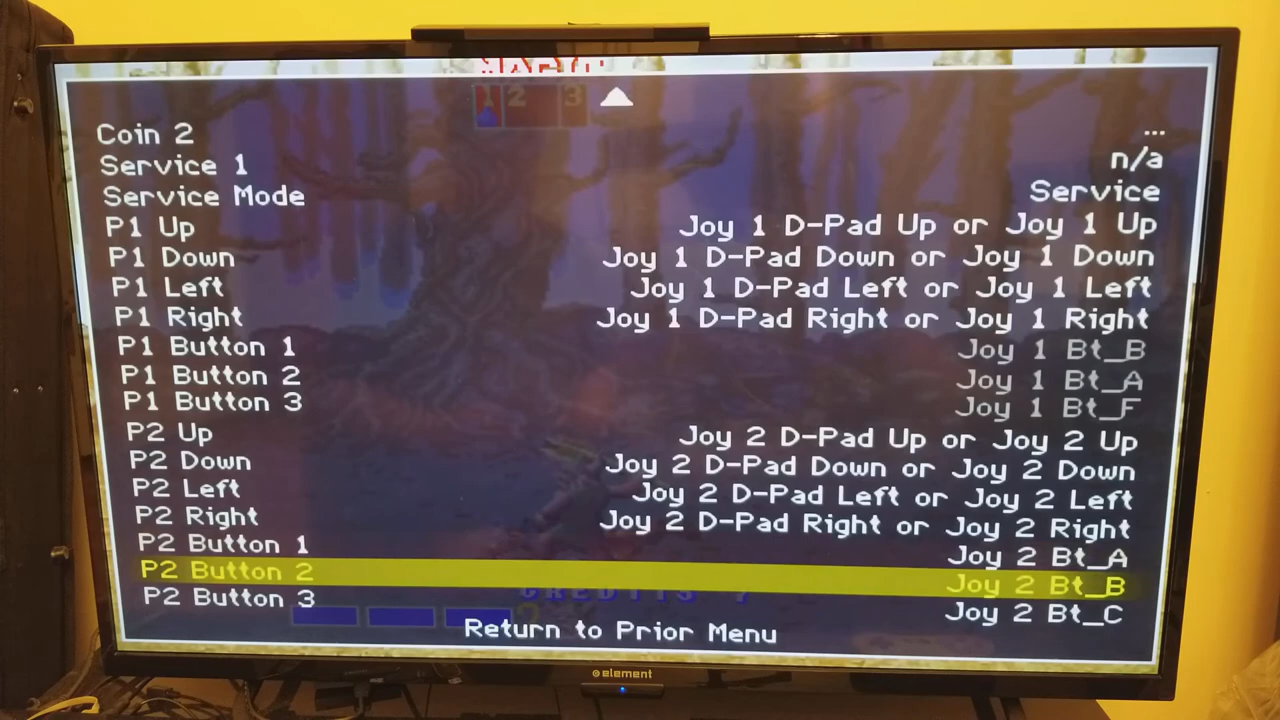 MAGIC
1 2 3
Coin 2 ...
Service 1 n/a
Service Mode Service
P1 Up Joy 1 D-Pad Up or Joy 1 Up
P1 Down Joy 1 D-Pad Down or Joy 1 Down
P1 Left Joy 1 D-Pad Left or Joy 1 Left
P1 Right Joy 1 D-Pad Right or Joy 1 Right
P1 Button 1 Joy 1 Bt_B
P1 Button 2 Joy 1 Bt_A
P1 Button 3 Joy 1 Bt_F
P2 Up Joy 2 D-Pad Up or Joy 2 Up
P2 Down Joy 2 D-Pad Down or Joy 2 Down
P2 Left Joy 2 D-Pad Left or Joy 2 Left
P2 Right Joy 2 D-Pad Right or Joy 2 Right
P2 Button 1 Joy 2 Bt_A
P2 Button 2 Joy 2 Bt_B
CREDITS 7
P2 Button 3 Joy 2 Bt_C
Return to Prior Menu
element